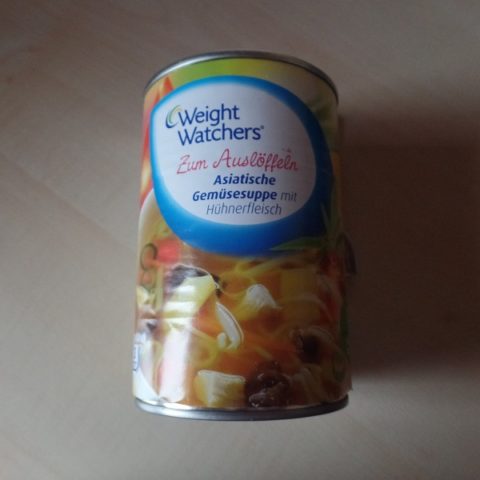 Weight
Watchers®
Zum Auslöffeln
Asiatische
Gemüsesuppe mit
Hühnerfleisch